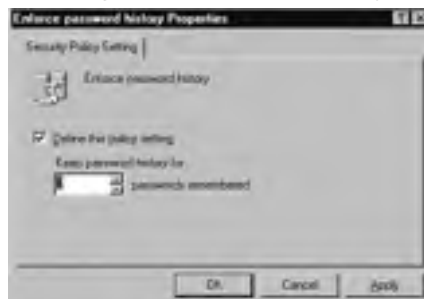 Enforce password history Properties
Security Policy Setting
Enforce password history
Define this policy setting
Keep password history for
passwords remembered
OK
Cancel
Apply